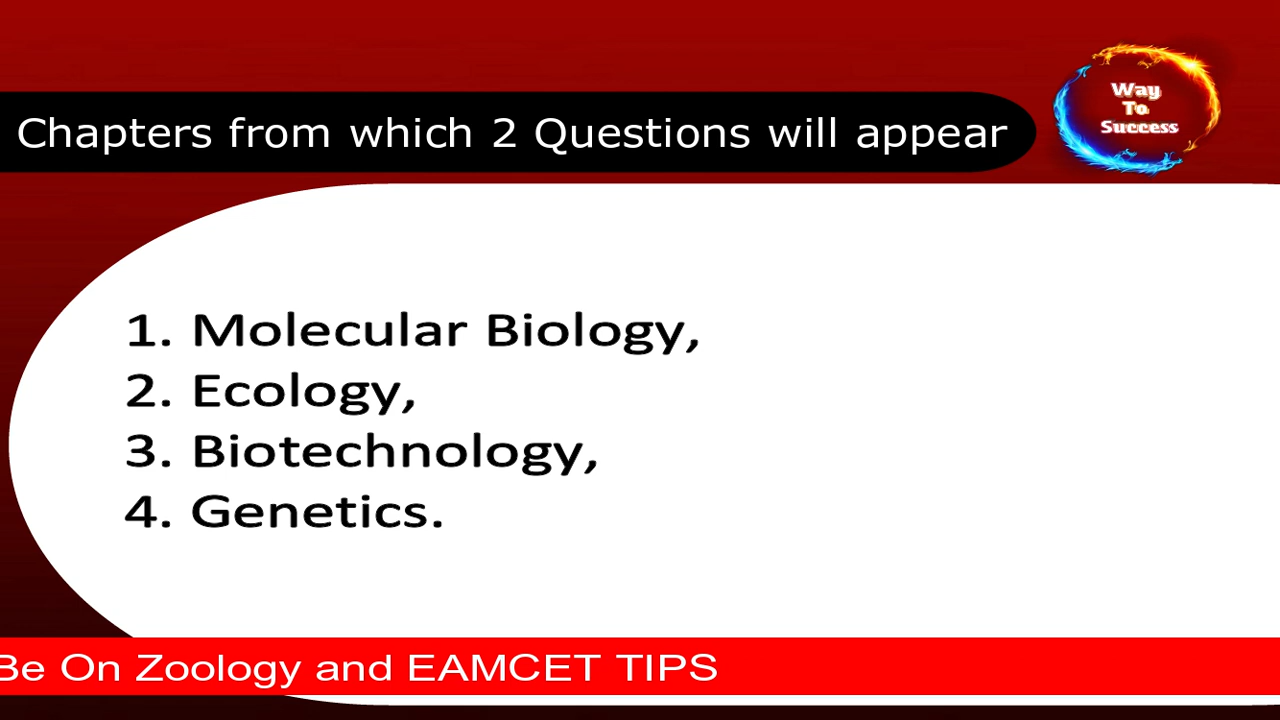 Chapters from which 2 Questions will appear
Way
To
Success
1. Molecular Biology,
2. Ecology,
3. Biotechnology,
4. Genetics.
Be On Zoology and EAMCET TIPS